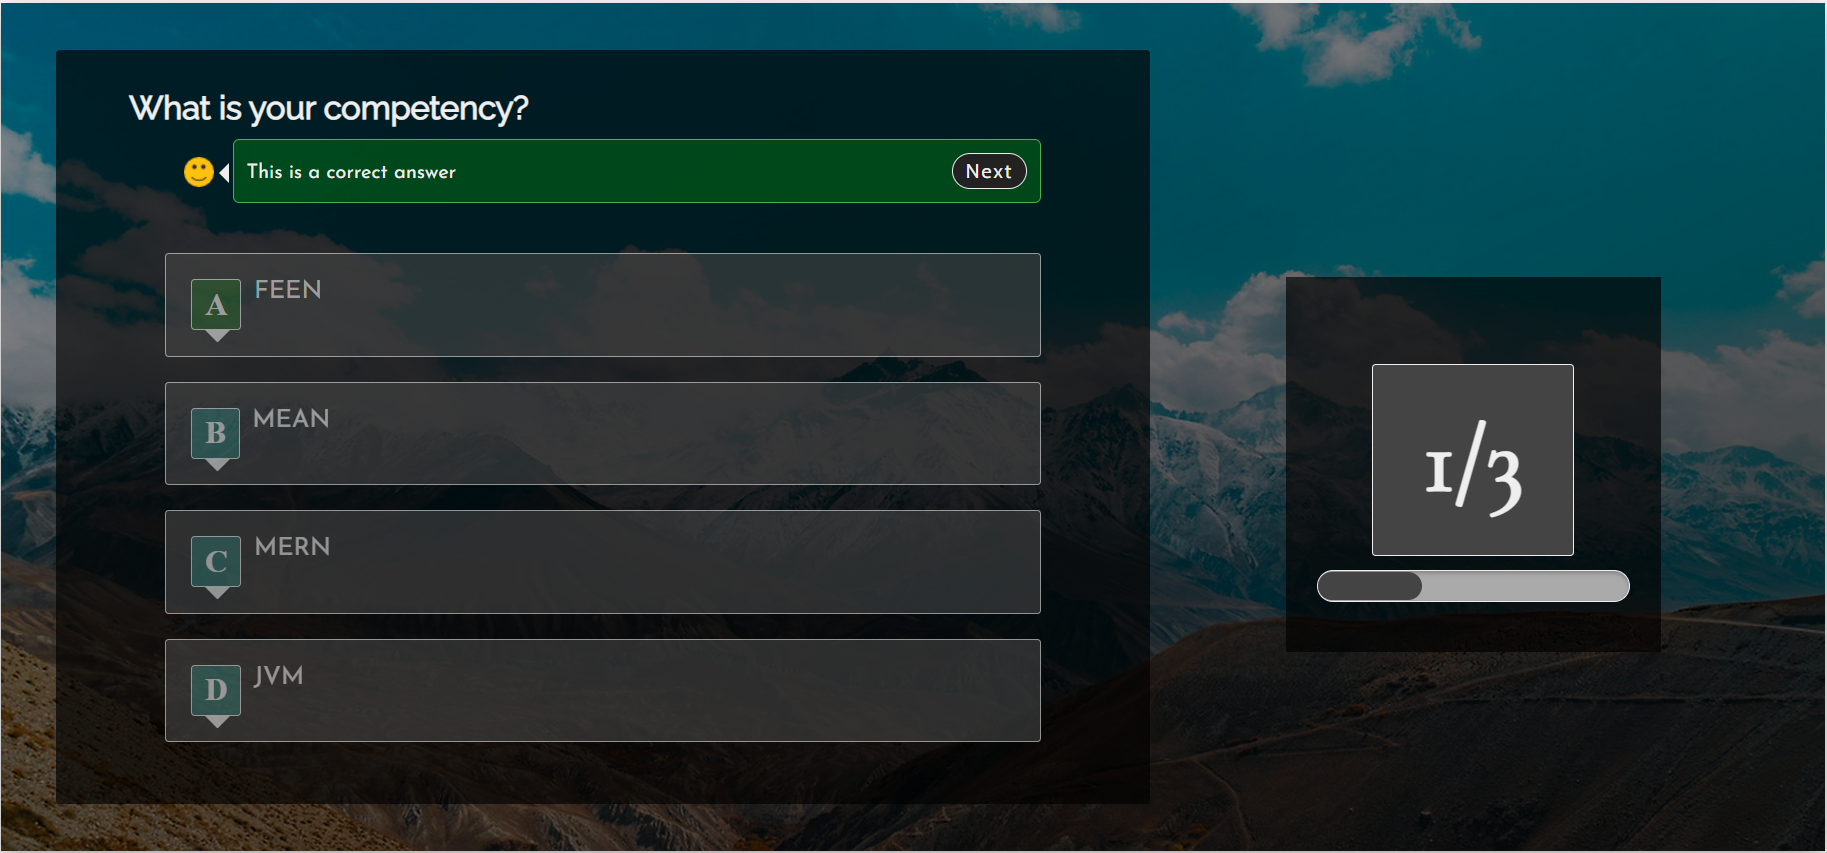 What is your competency?
This is a correct answer
Next
A
FEEN
B
MEAN
C
MERN
D
JVM
1/3